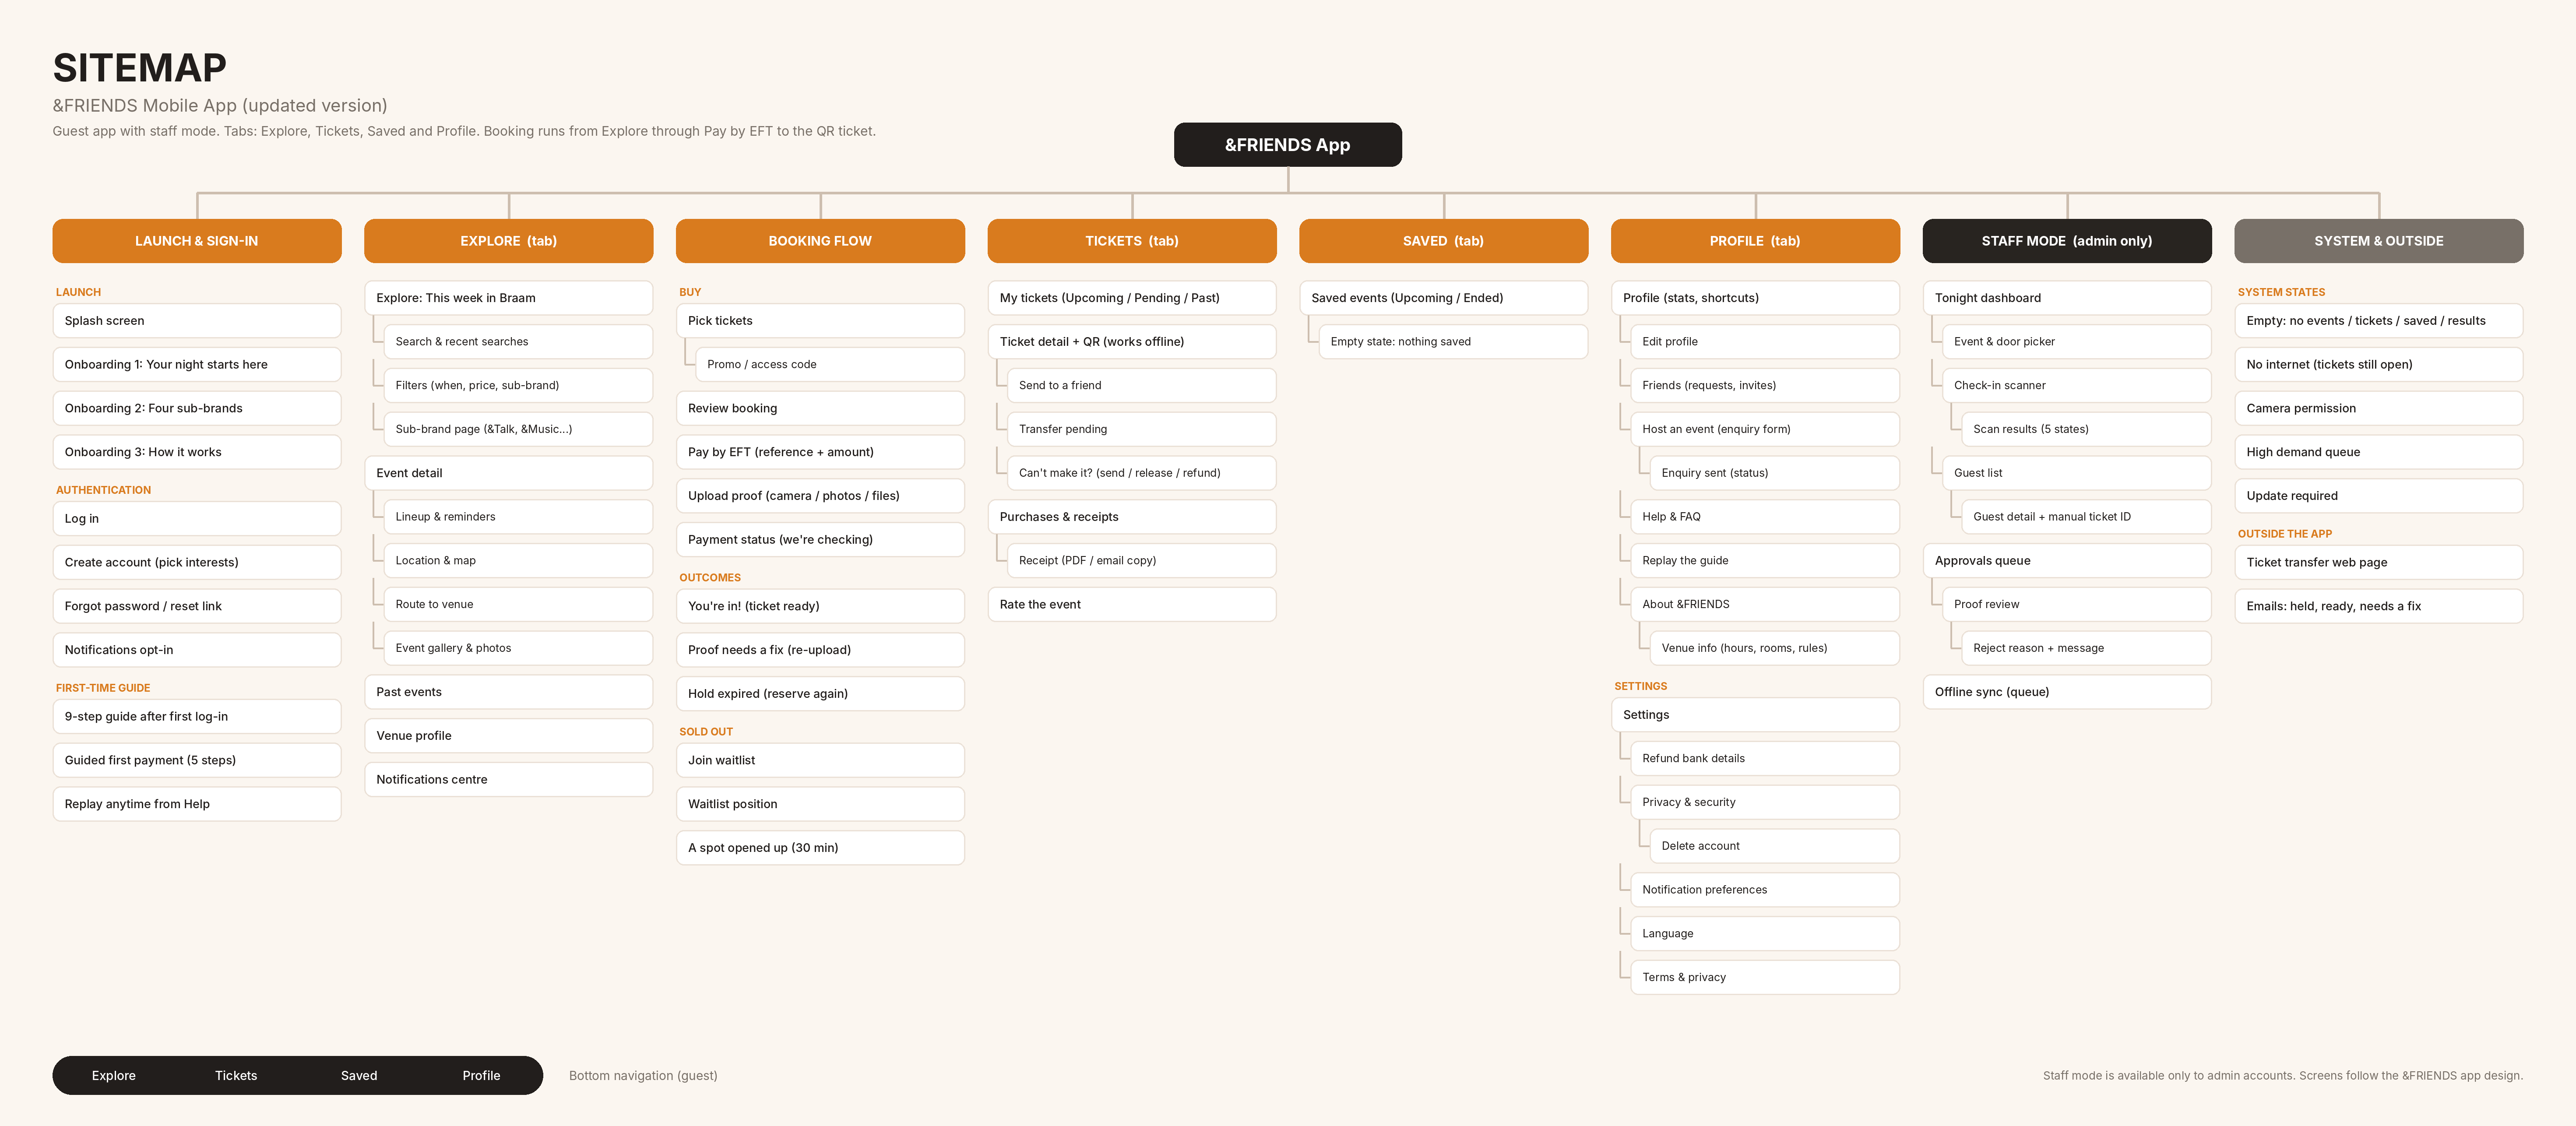 SITEMAP
&FRIENDS Mobile App (updated version)
Guest app with staff mode. Tabs: Explore, Tickets, Saved and Profile. Booking runs from Explore through Pay by EFT to the QR ticket.
&FRIENDS App
LAUNCH & SIGN-IN
LAUNCH
Splash screen
Onboarding 1: Your night starts here
Onboarding 2: Four sub-brands
Onboarding 3: How it works
AUTHENTICATION
Log in
Create account (pick interests)
Forgot password / reset link
Notifications opt-in
FIRST-TIME GUIDE
9-step guide after first log-in
Guided first payment (5 steps)
Replay anytime from Help
EXPLORE (tab)
Explore: This week in Braam
Search & recent searches
Filters (when, price, sub-brand)
Sub-brand page (&Talk, &Music...)
Event detail
Lineup & reminders
Location & map
Route to venue
Event gallery & photos
Past events
Venue profile
Notifications centre
BOOKING FLOW
BUY
Pick tickets
Promo / access code
Review booking
Pay by EFT (reference + amount)
Upload proof (camera / photos / files)
Payment status (we're checking)
OUTCOMES
You're in! (ticket ready)
Proof needs a fix (re-upload)
Hold expired (reserve again)
SOLD OUT
Join waitlist
Waitlist position
A spot opened up (30 min)
TICKETS (tab)
My tickets (Upcoming / Pending / Past)
Ticket detail + QR (works offline)
Send to a friend
Transfer pending
Can't make it? (send / release / refund)
Purchases & receipts
Receipt (PDF / email copy)
Rate the event
SAVED (tab)
Saved events (Upcoming / Ended)
Empty state: nothing saved
PROFILE (tab)
Profile (stats, shortcuts)
Edit profile
Friends (requests, invites)
Host an event (enquiry form)
Enquiry sent (status)
Help & FAQ
Replay the guide
About &FRIENDS
Venue info (hours, rooms, rules)
SETTINGS
Settings
Refund bank details
Privacy & security
Delete account
Notification preferences
Language
Terms & privacy
STAFF MODE (admin only)
Tonight dashboard
Event & door picker
Check-in scanner
Scan results (5 states)
Guest list
Guest detail + manual ticket ID
Approvals queue
Proof review
Reject reason + message
Offline sync (queue)
SYSTEM & OUTSIDE
SYSTEM STATES
Empty: no events / tickets / saved / results
No internet (tickets still open)
Camera permission
High demand queue
Update required
OUTSIDE THE APP
Ticket transfer web page
Emails: held, ready, needs a fix
Explore Tickets Saved Profile
Bottom navigation (guest)
Staff mode is available only to admin accounts. Screens follow the &FRIENDS app design.